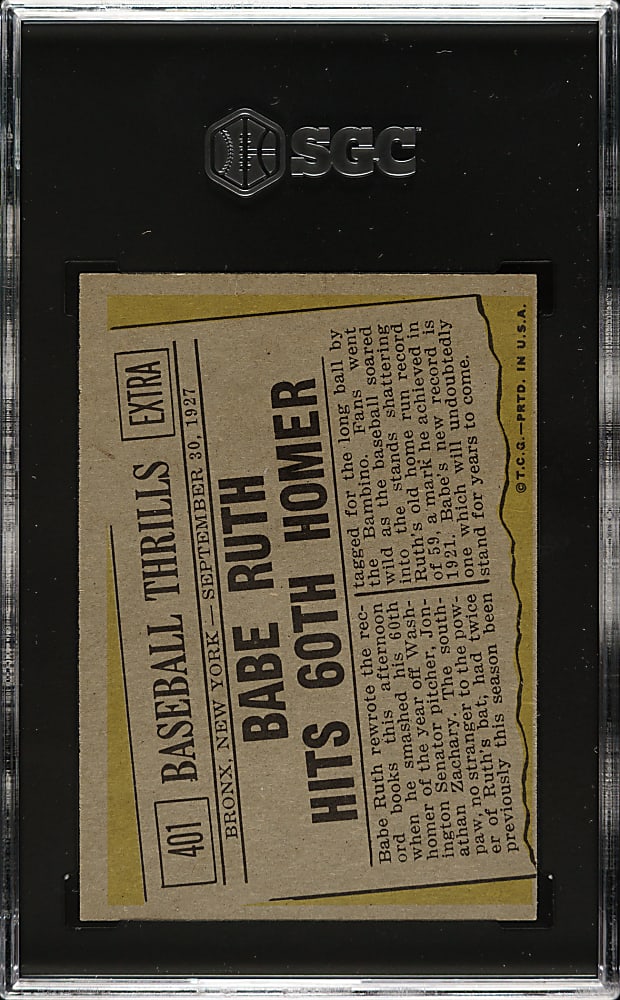 SGC
401 BASEBALL THRILLS EXTRA
BRONX, NEW YORK — SEPTEMBER 30, 1927
BABE RUTH
HITS 60TH HOMER
Babe Ruth rewrote the rec-
ord books this afternoon
when he smashed his 60th
homer of the year off Wash-
ington Senator pitcher, Jon-
athan Zachary. The south-
paw, no stranger to the pow-
er of Ruth's bat, had twice
previously this season been
tagged for the long ball by
the Bambino. Fans went
wild as the baseball soared
into the stands shattering
Ruth's old home run record
of 59, a mark he achieved in
1921. Babe's new record is
one which will undoubtedly
stand for years to come.
© T.C.G.—PRTD. IN U.S.A.